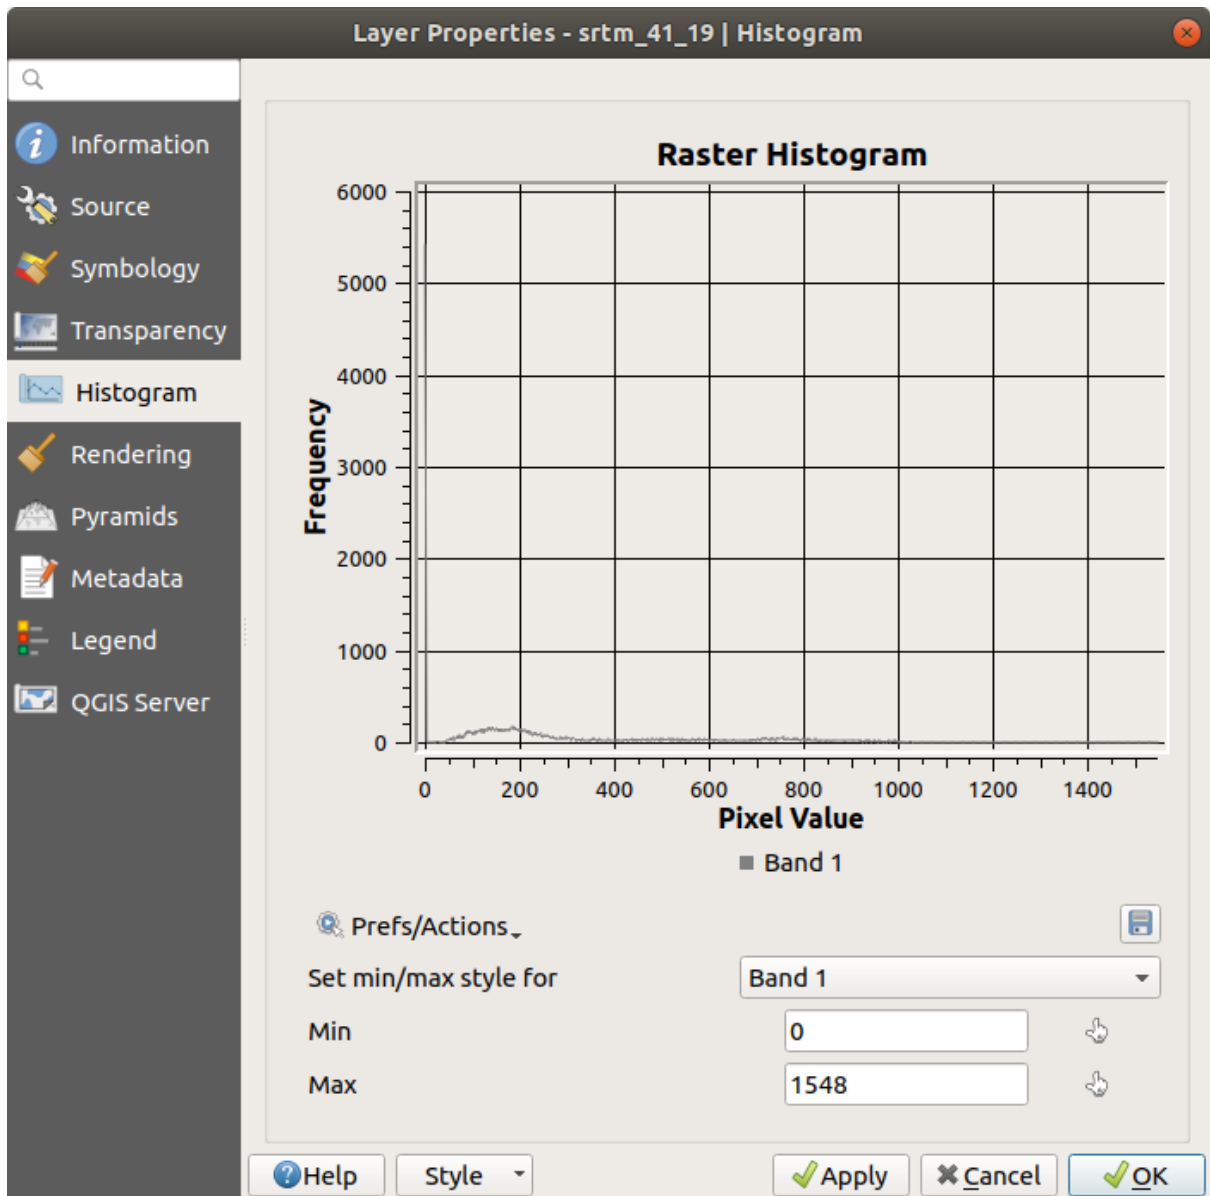 Layer Properties - srtm_41_19 | Histogram
Information
Source
Symbology
Transparency
Histogram
Rendering
Pyramids
Metadata
Legend
QGIS Server
Raster Histogram
6000
5000
4000
3000
2000
1000
0
Frequency
0 200 400 600 800 1000 1200 1400
Pixel Value
Band 1
Prefs/Actions
Set min/max style for Band 1
Min 0
Max 1548
Help Style Apply Cancel OK